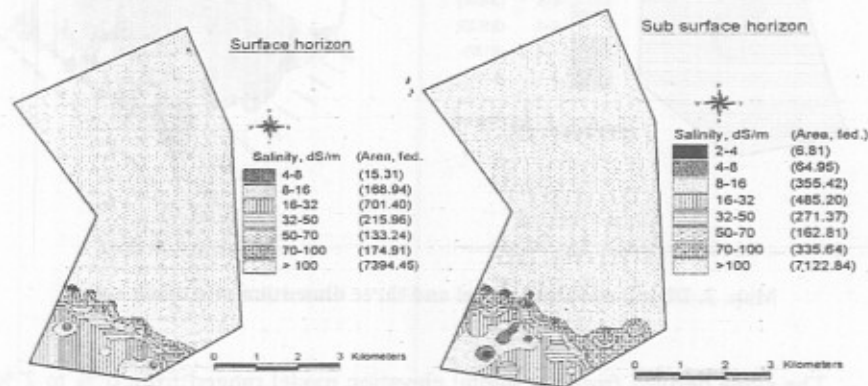 Surface horizon
Salinity, dS/m (Area, fed.
4-8 (15.31)
8-16 (168.94)
16-32 (701.40)
32-50 (215.96)
50-70 (133.24)
70-100 (174.91)
> 100 (7394.45)
0 1 2 3 Kilometers
Sub surface horizon
Salinity, dS/m (Area, fed.)
2-4 (6.81)
4-8 (64.95)
8-16 (355.42)
16-32 (485.20)
32-50 (271.37)
50-70 (162.81)
70-100 (335.64)
>100 (7,122.84)
0 1 2 3 Kilometers